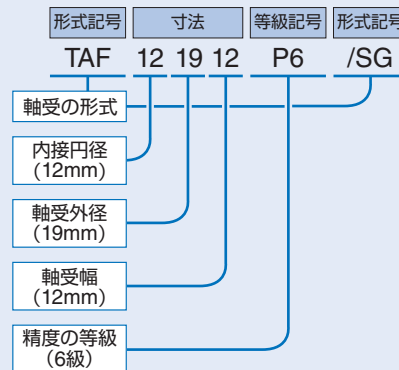 形式記号 寸法 等級記号 形式記号
TAF 12 19 12 P6 /SG
軸受の形式
内接円径
(12mm)
軸受外径
(19mm)
軸受幅
(12mm)
精度の等級
(6級)